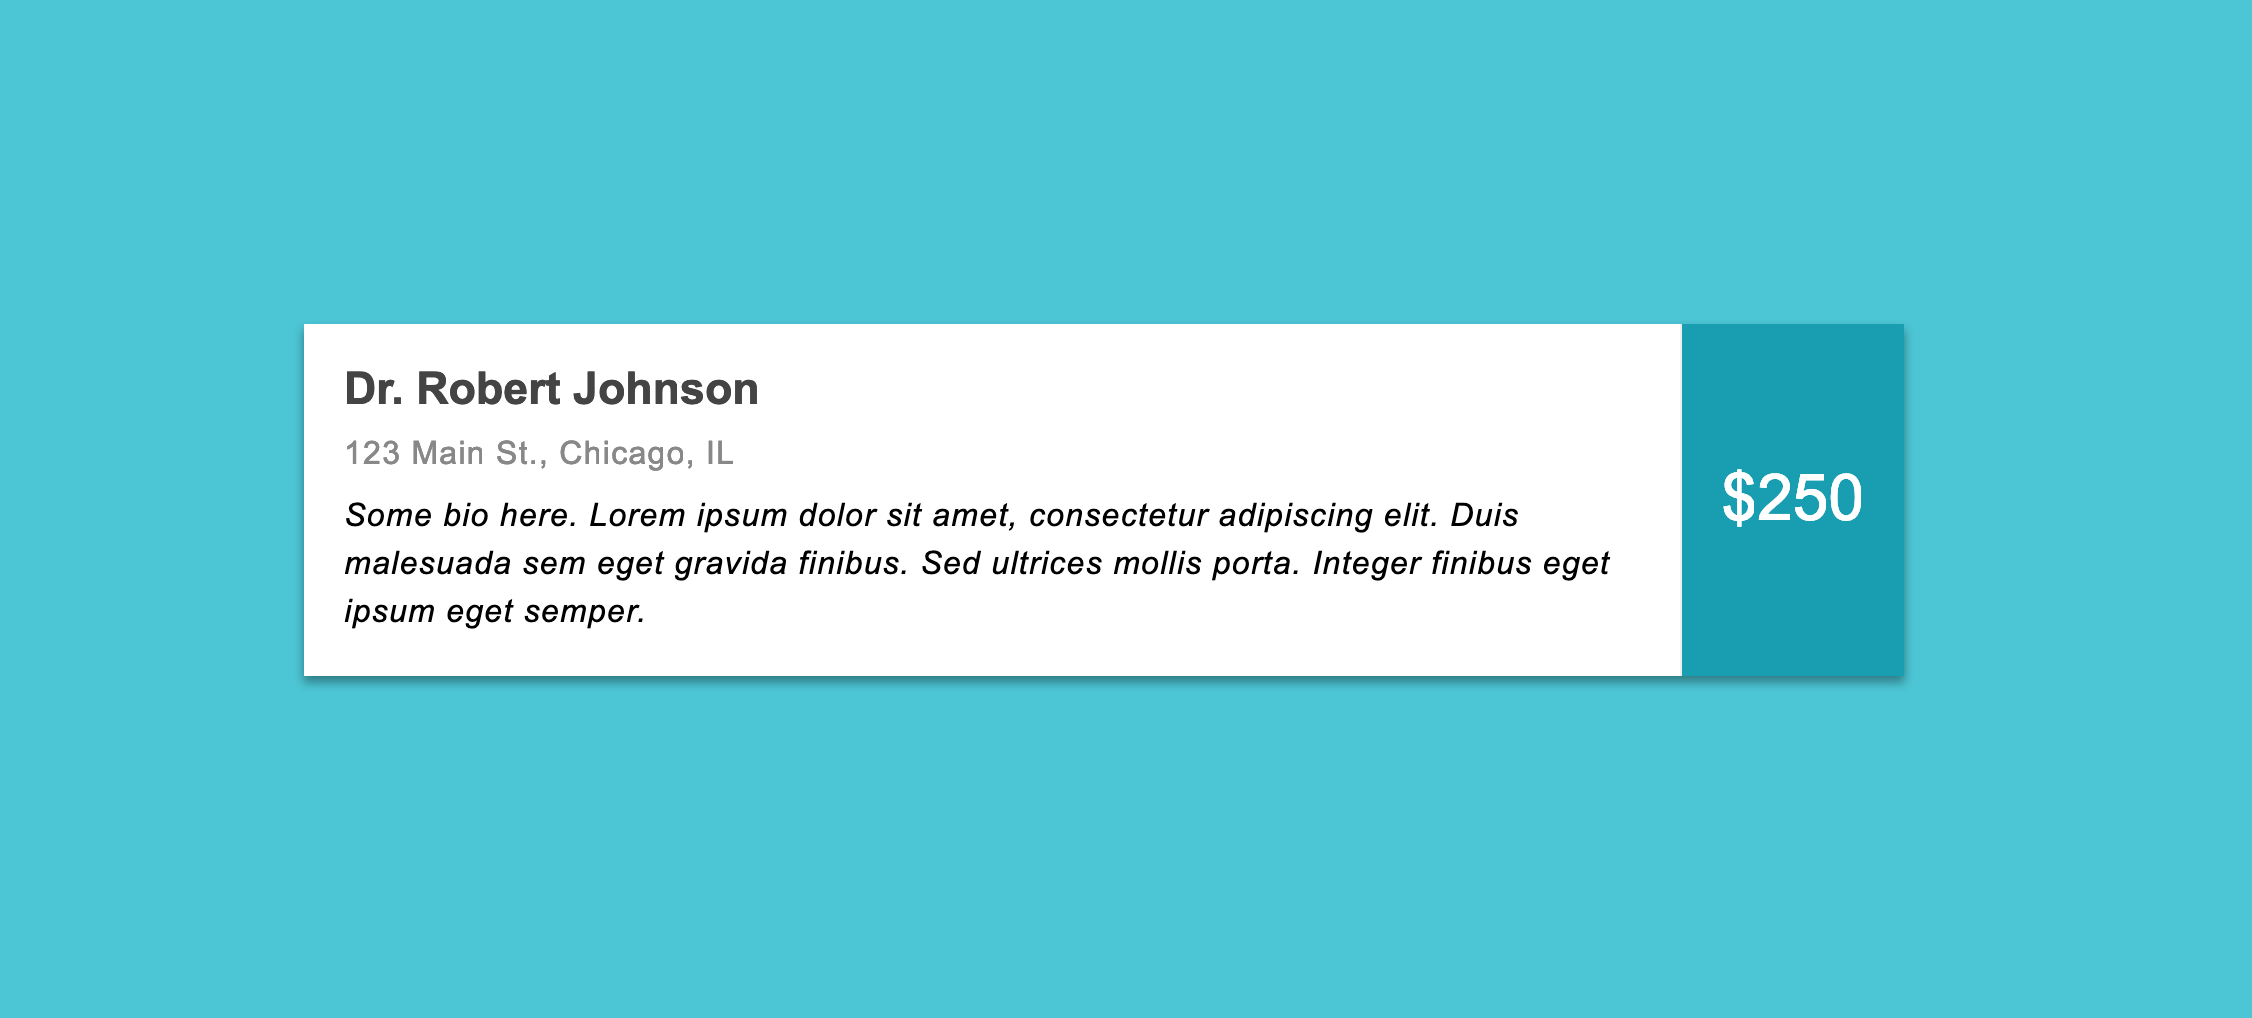 Dr. Robert Johnson
123 Main St., Chicago, IL
Some bio here. Lorem ipsum dolor sit amet, consectetur adipiscing elit. Duis
malesuada sem eget gravida finibus. Sed ultrices mollis porta. Integer finibus eget
ipsum eget semper.
$250